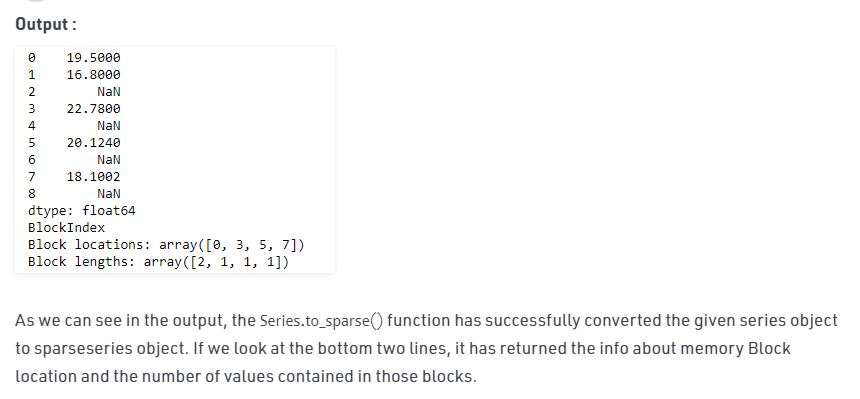 Output :
0 19.5000
1 16.8000
2 NaN
3 22.7800
4 NaN
5 20.1240
6 NaN
7 18.1002
8 NaN
dtype: float64
BlockIndex
Block locations: array([0, 3, 5, 7])
Block lengths: array([2, 1, 1, 1])
As we can see in the output, the Series.to_sparse() function has successfully converted the given series object
to sparseseries object. If we look at the bottom two lines, it has returned the info about memory Block
location and the number of values contained in those blocks.